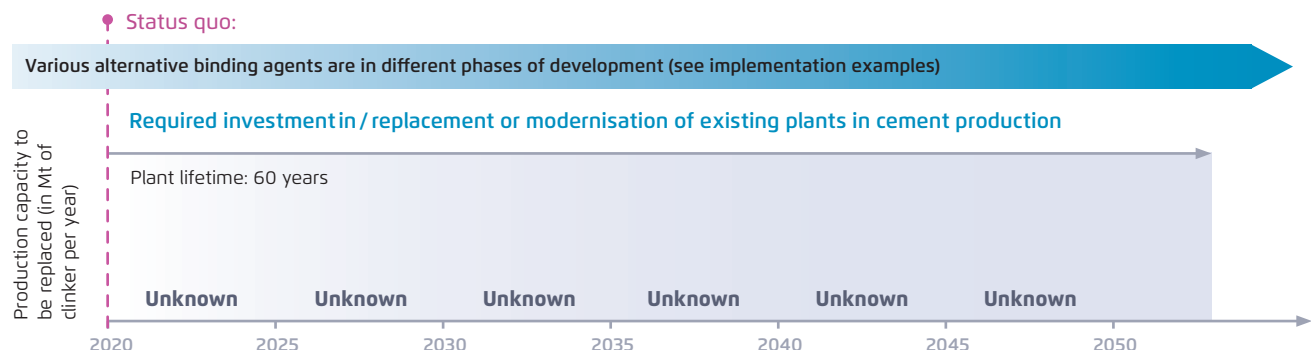 Status quo:
Various alternative binding agents are in different phases of development (see implementation examples)
Required investment in / replacement or modernisation of existing plants in cement production
Production capacity to
be replaced (in Mt of
clinker per year)
Plant lifetime: 60 years
Unknown Unknown Unknown Unknown Unknown Unknown
2020 2025 2030 2035 2040 2045 2050